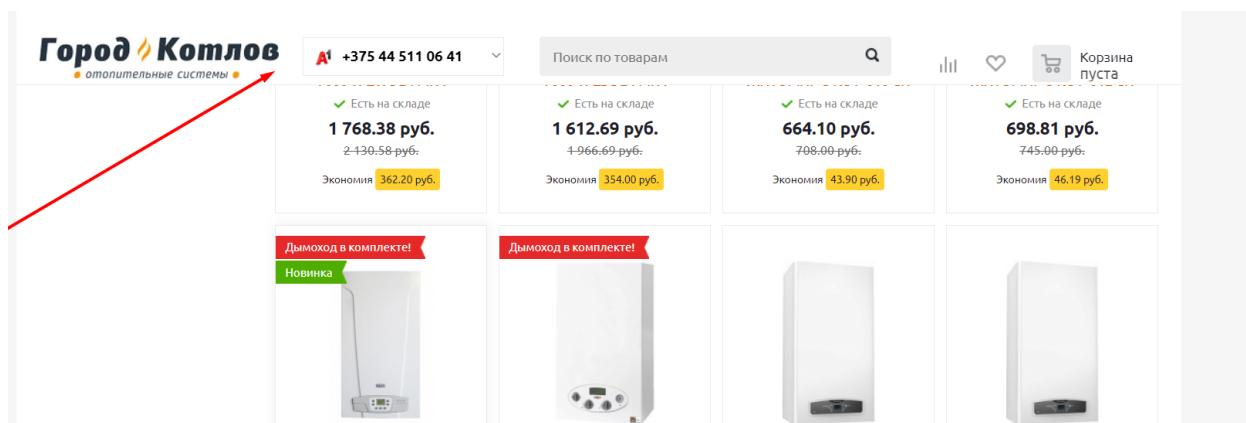 Город Котлов
отопительные системы
A1 +375 44 511 06 41
Поиск по товарам
Корзина
пуста
Есть на складе
Есть на складе
Есть на складе
Есть на складе
1 768.38 руб.
1 612.69 руб.
664.10 руб.
698.81 руб.
2 130.58 руб.
1 966.69 руб.
708.00 руб.
745.00 руб.
Экономия 362.20 руб.
Экономия 354.00 руб.
Экономия 43.90 руб.
Экономия 46.19 руб.
Дымоход в комплекте!
Дымоход в комплекте!
Новинка